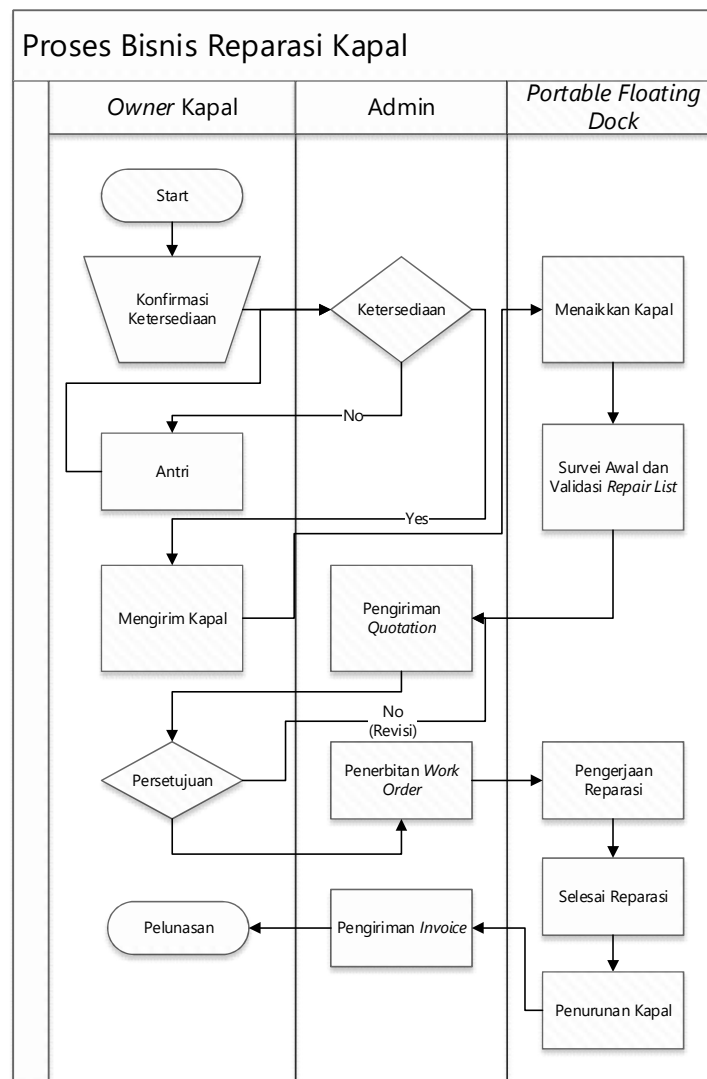 Proses Bisnis Reparasi Kapal
Owner Kapal
Admin
Portable Floating
Dock
Start
Konfirmasi
Ketersediaan
Ketersediaan
Menaikkan Kapal
No
Antri
Survei Awal dan
Validasi Repair List
Yes
Mengirim Kapal
Pengiriman
Quotation
No
(Revisi)
Persetujuan
Penerbitan Work
Order
Pengerjaan
Reparasi
Selesai Reparasi
Pelunasan
Pengiriman Invoice
Penurunan Kapal